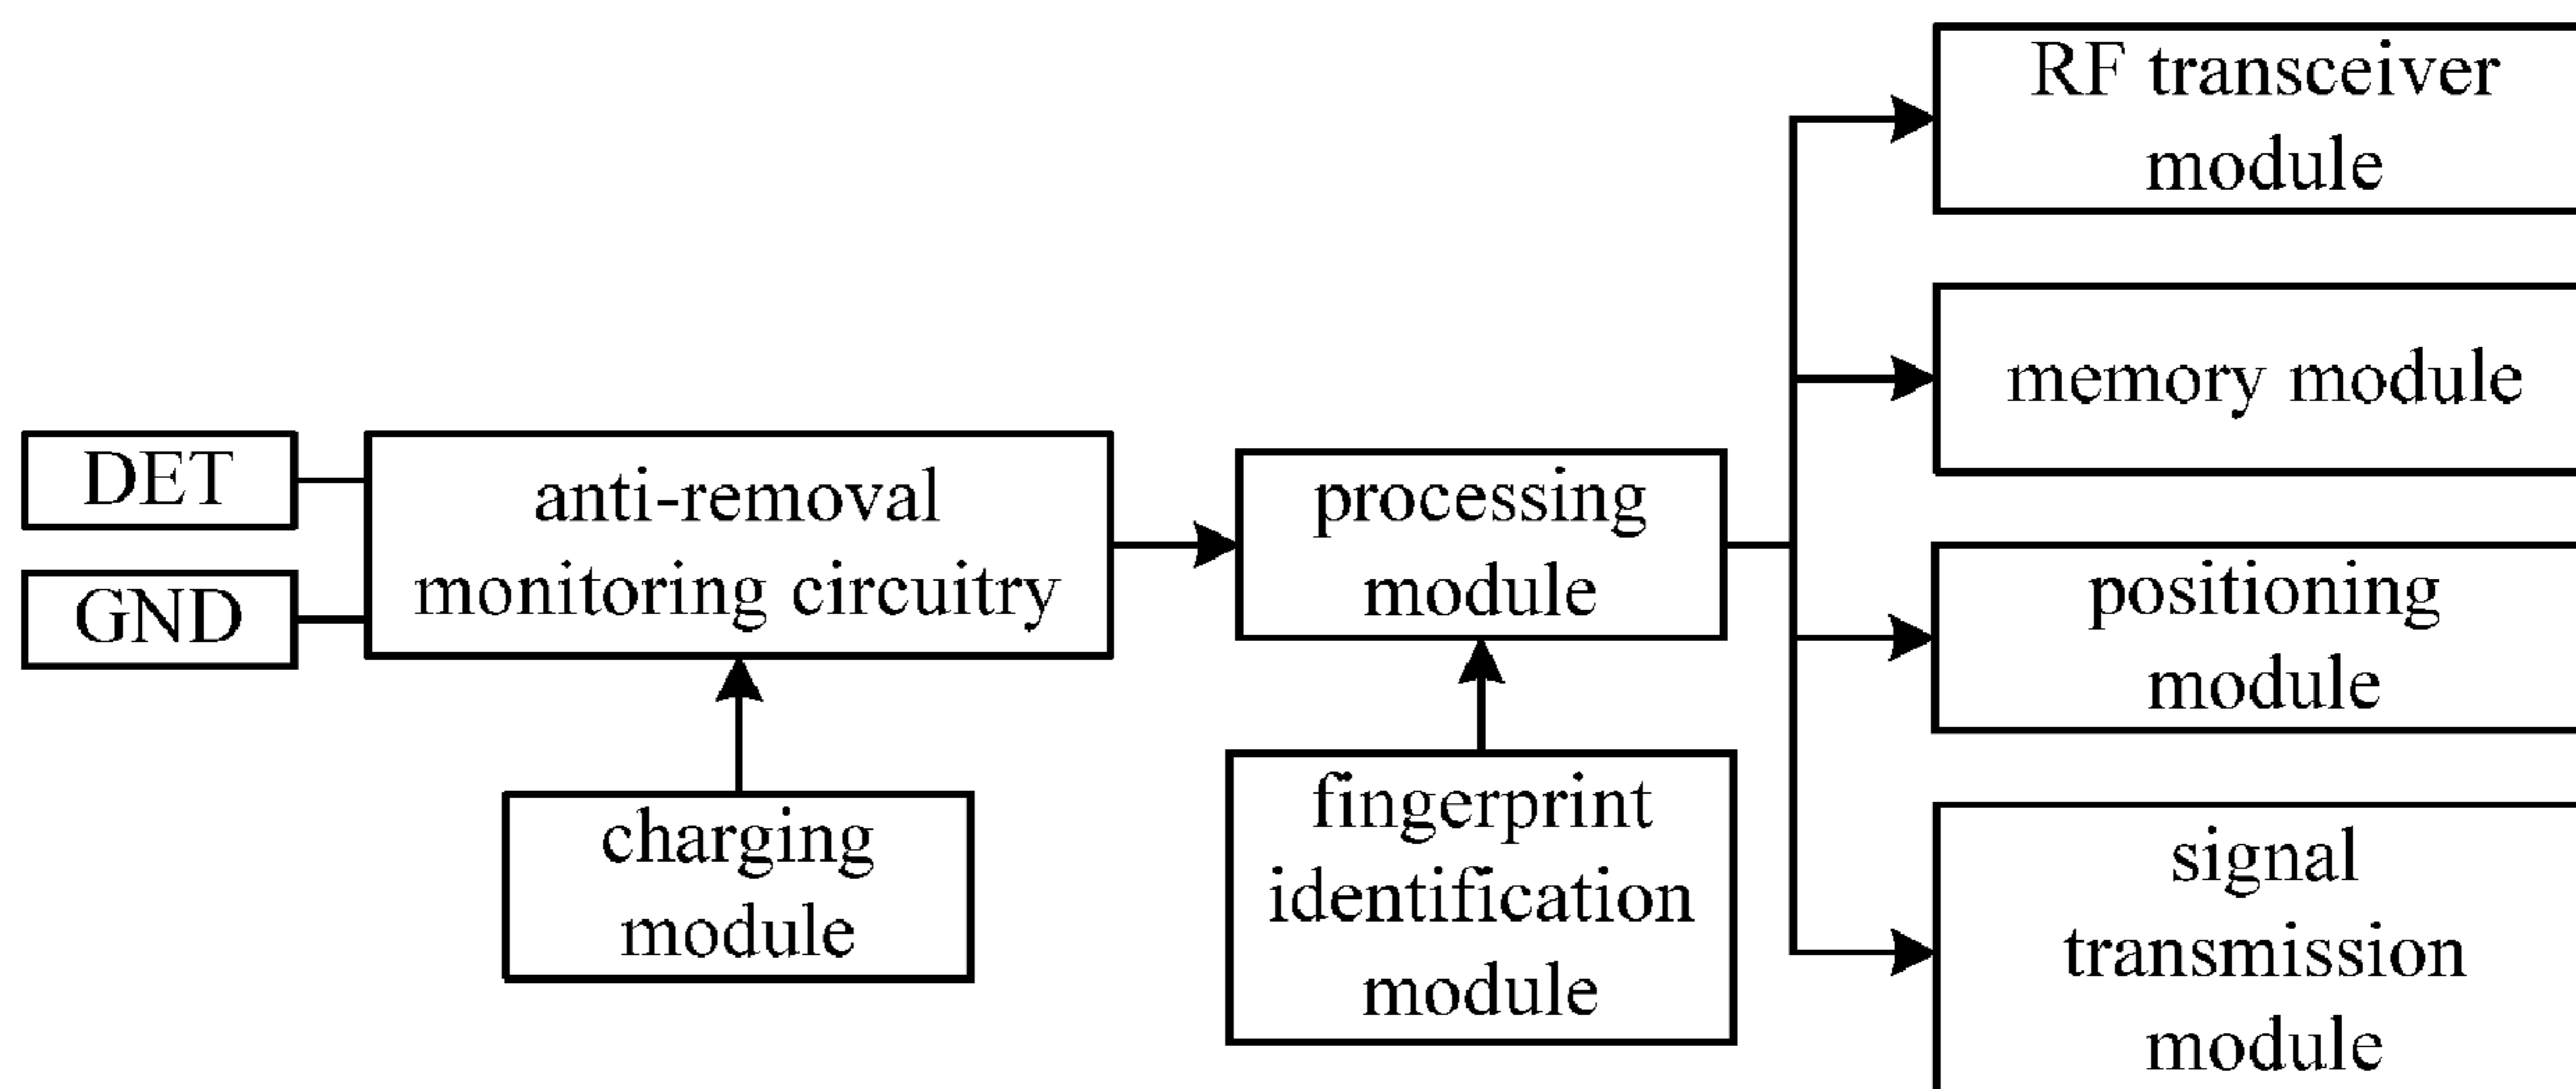 RF transceiver
module
memory module
DET
anti-removal
monitoring circuitry
GND
processing
module
positioning
module
charging
module
fingerprint
identification
module
signal
transmission
module